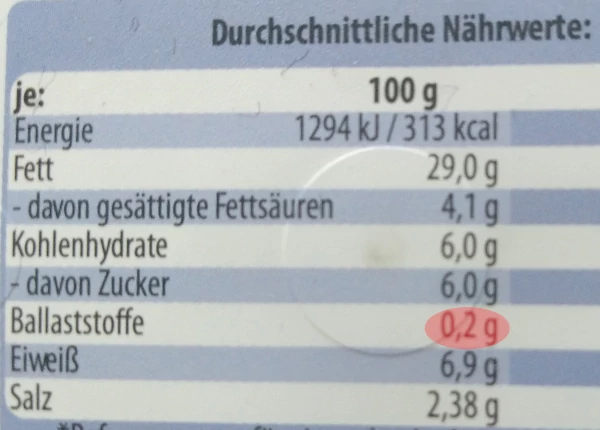 Durchschnittliche Nährwerte:
je: 100 g
Energie 1294 kJ / 313 kcal
Fett 29,0 g
- davon gesättigte Fettsäuren 4,1 g
Kohlenhydrate 6,0 g
- davon Zucker 6,0 g
Ballaststoffe 0,2 g
Eiweiß 6,9 g
Salz 2,38 g